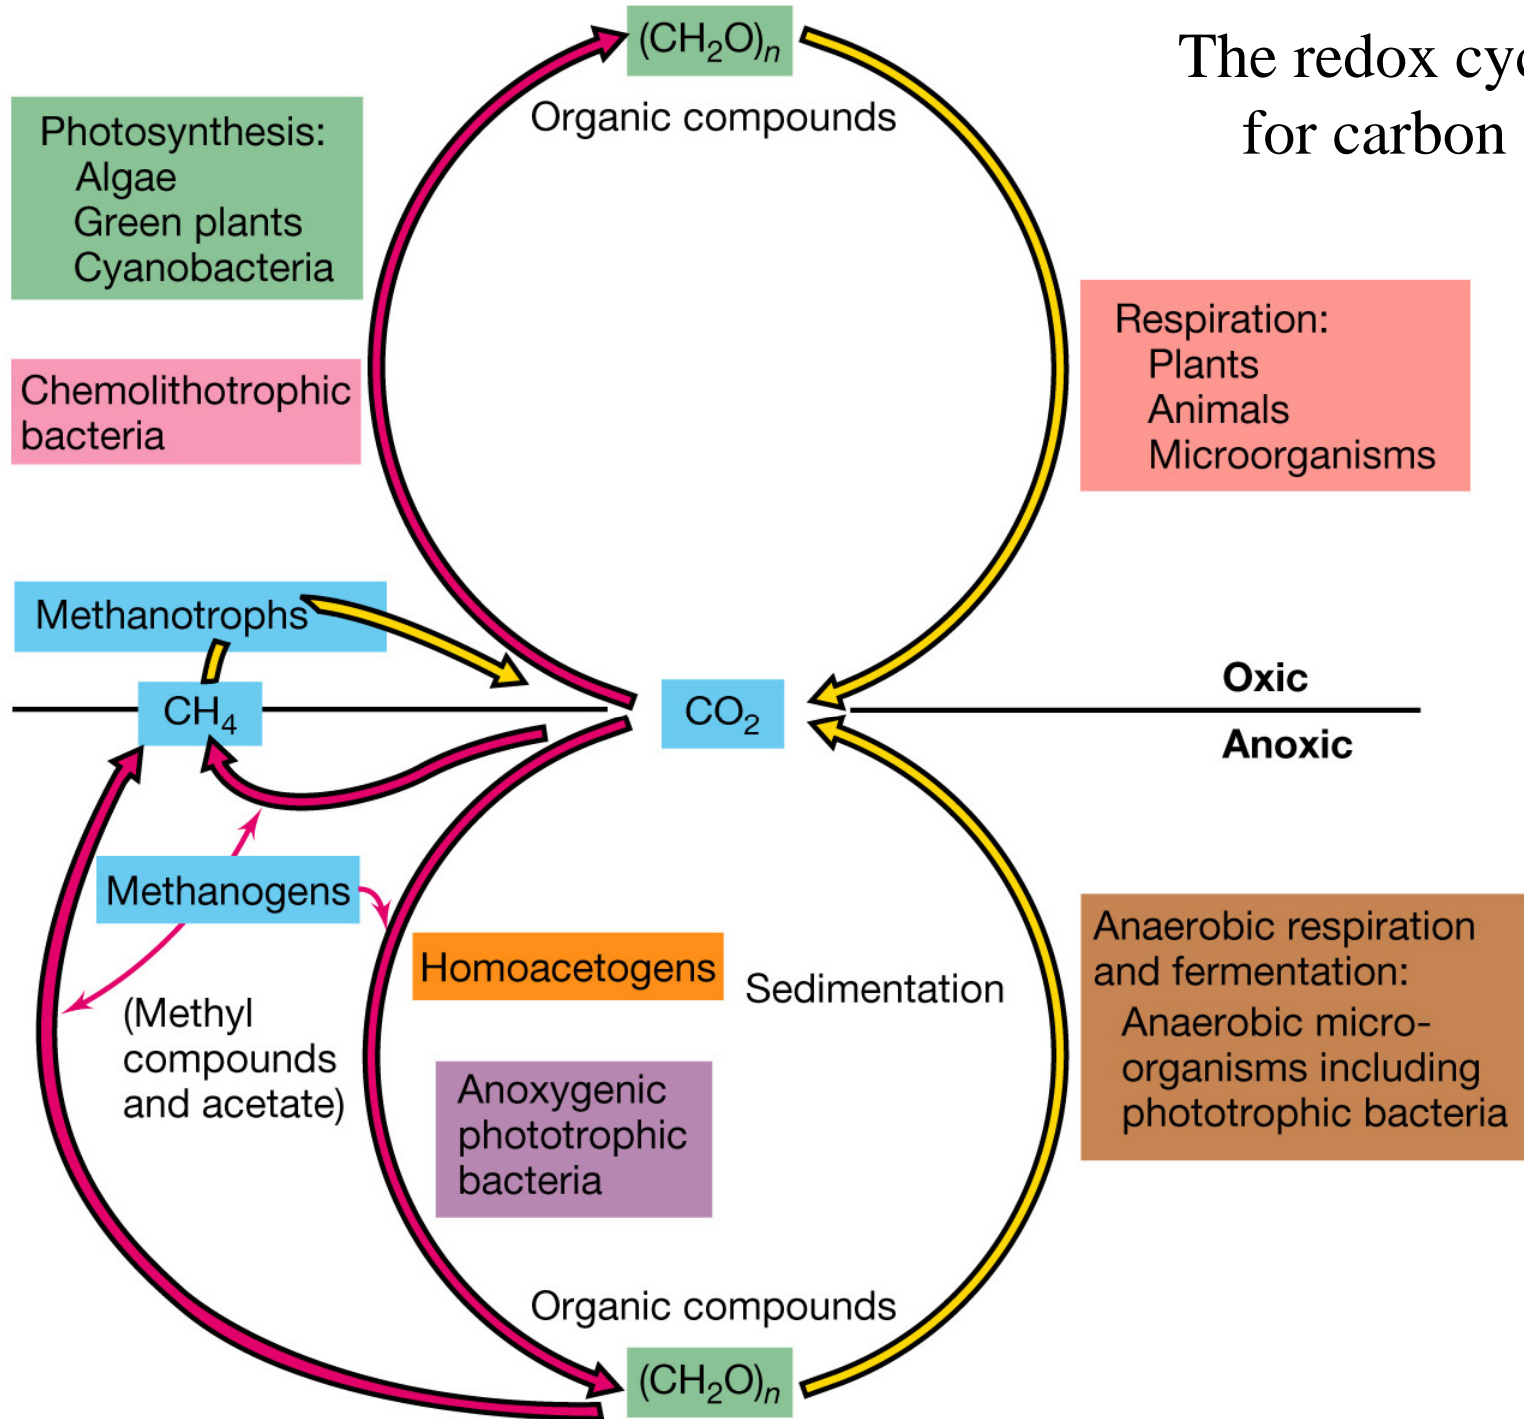 (CH₂O)ₙ
Organic compounds
The redox cyc
for carbon
Photosynthesis:
Algae
Green plants
Cyanobacteria
Chemolithotrophic
bacteria
Respiration:
Plants
Animals
Microorganisms
Methanotrophs
CH₄
CO₂
Oxic
Anoxic
Methanogens
(Methyl
compounds
and acetate)
Homoacetogens
Sedimentation
Anoxygenic
phototrophic
bacteria
Anaerobic respiration
and fermentation:
Anaerobic micro-
organisms including
phototrophic bacteria
Organic compounds
(CH₂O)ₙ